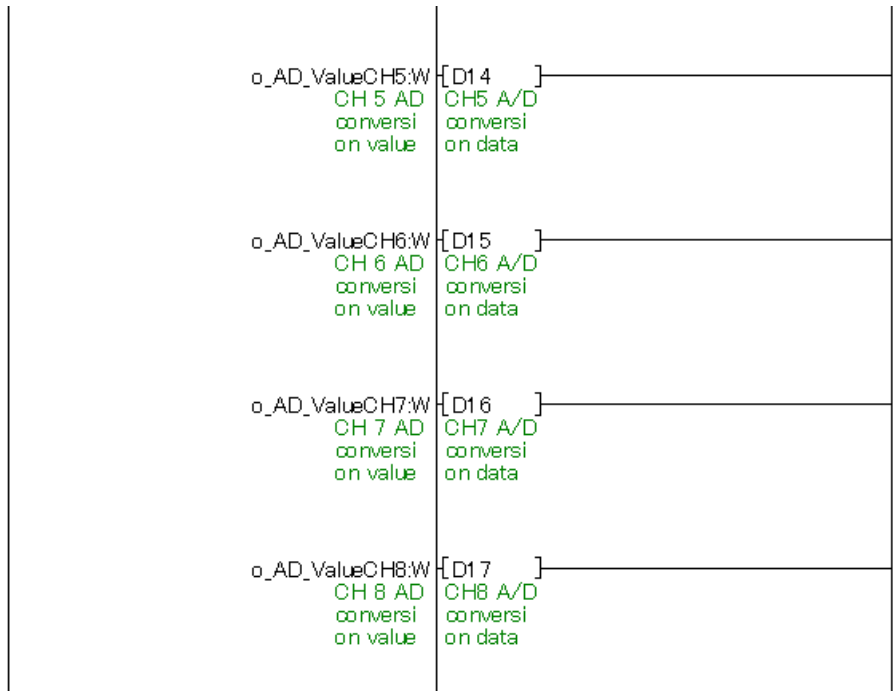 o_AD_ValueCH5:W [D14 ]
CH 5 AD CH5 A/D
conversi conversi
on value on data
o_AD_ValueCH6:W [D15 ]
CH 6 AD CH6 A/D
conversi conversi
on value on data
o_AD_ValueCH7:W [D16 ]
CH 7 AD CH7 A/D
conversi conversi
on value on data
o_AD_ValueCH8:W [D17 ]
CH 8 AD CH8 A/D
conversi conversi
on value on data